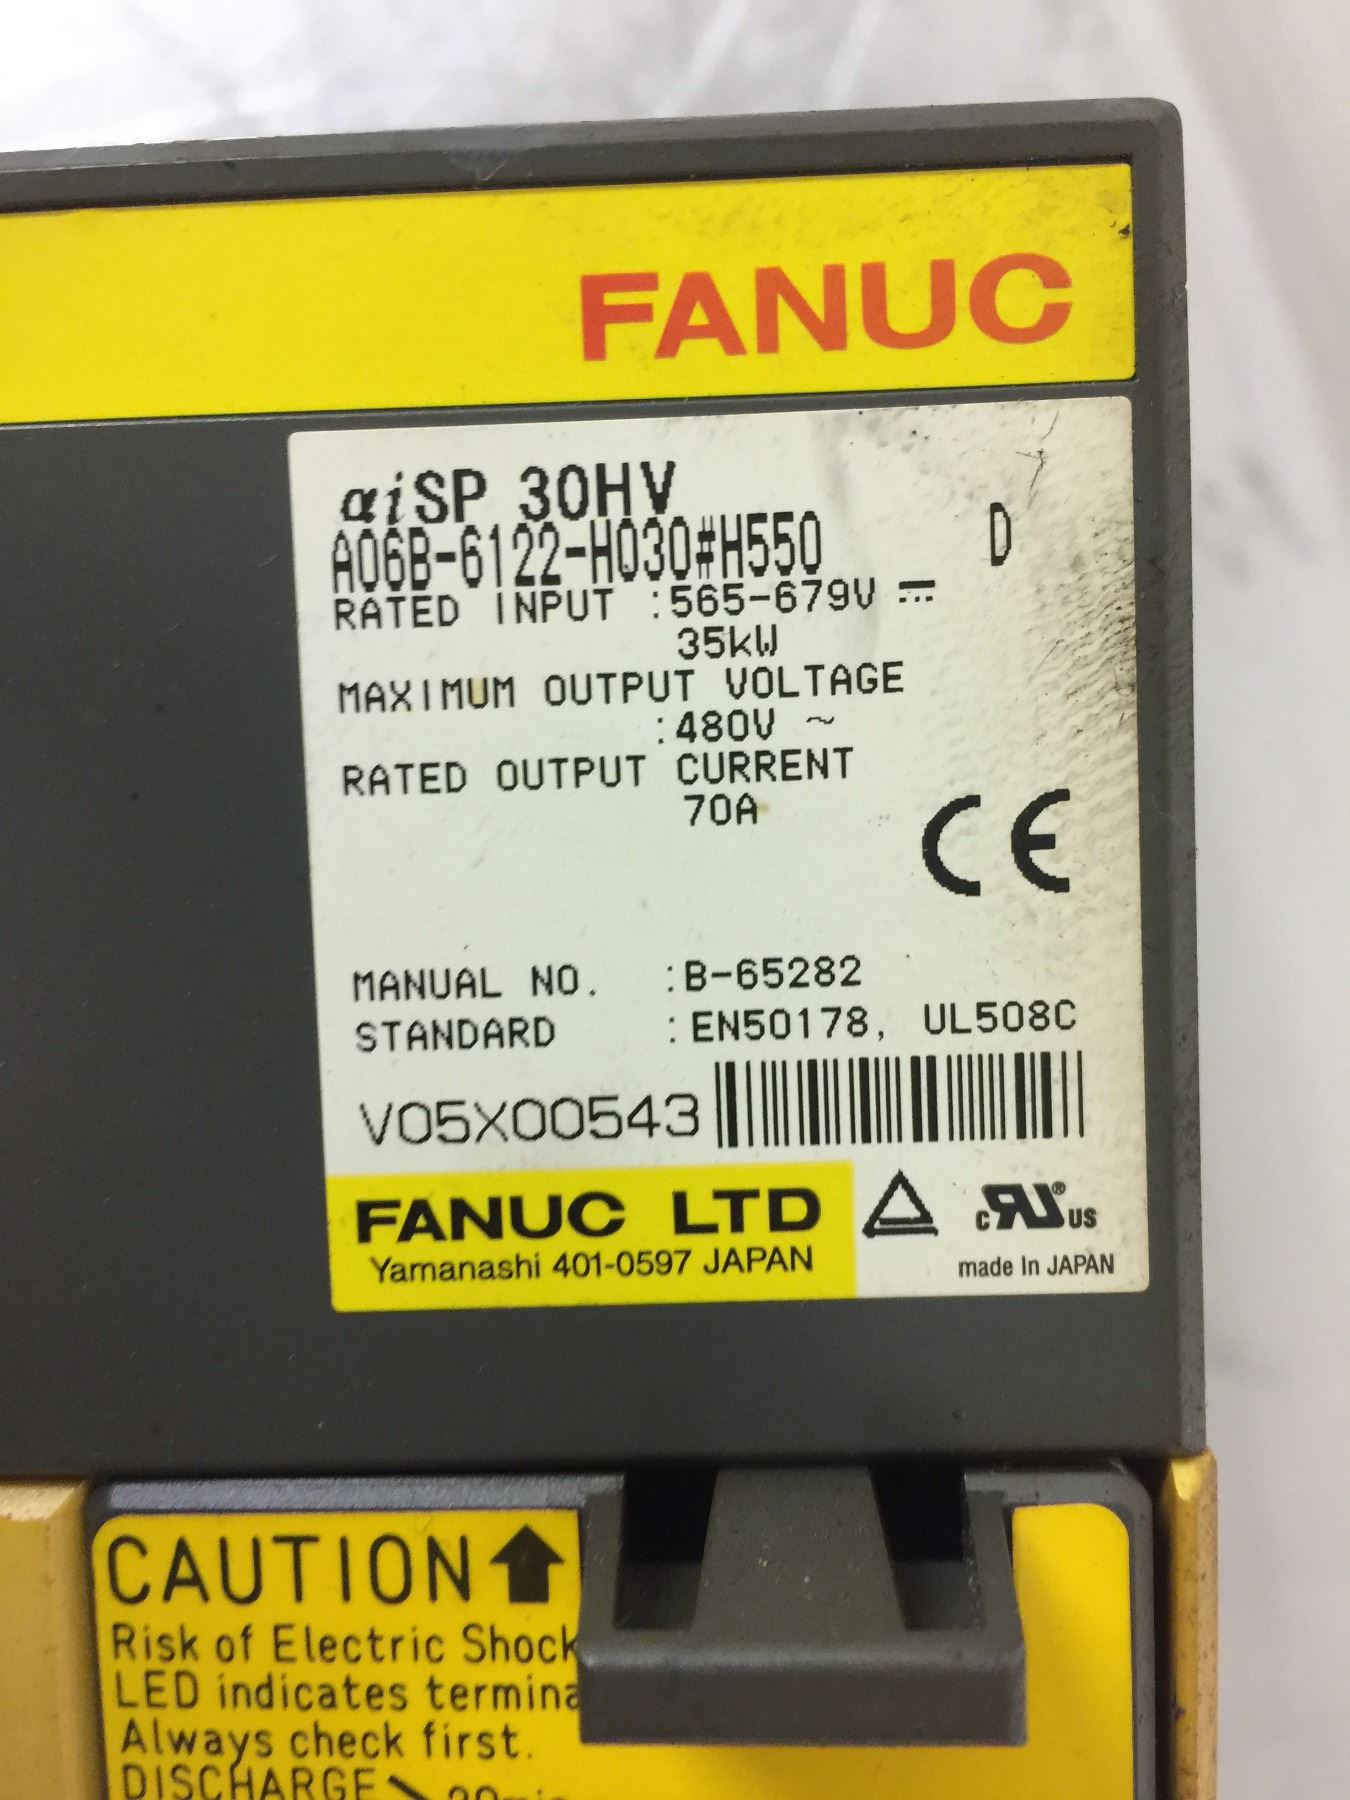 FANUC
αiSP 30HV
A06B-6122-H030#H550 D
RATED INPUT :565-679V ⎓
35kW
MAXIMUM OUTPUT VOLTAGE
:480V ~
RATED OUTPUT CURRENT
70A
CE
MANUAL NO. :B-65282
STANDARD :EN50178, UL508C
V05X00543
FANUC LTD
Yamanashi 401-0597 JAPAN
c RU® US
made In JAPAN
CAUTION
Risk of Electric Shock
LED indicates
Always check first.
DISCHARGE